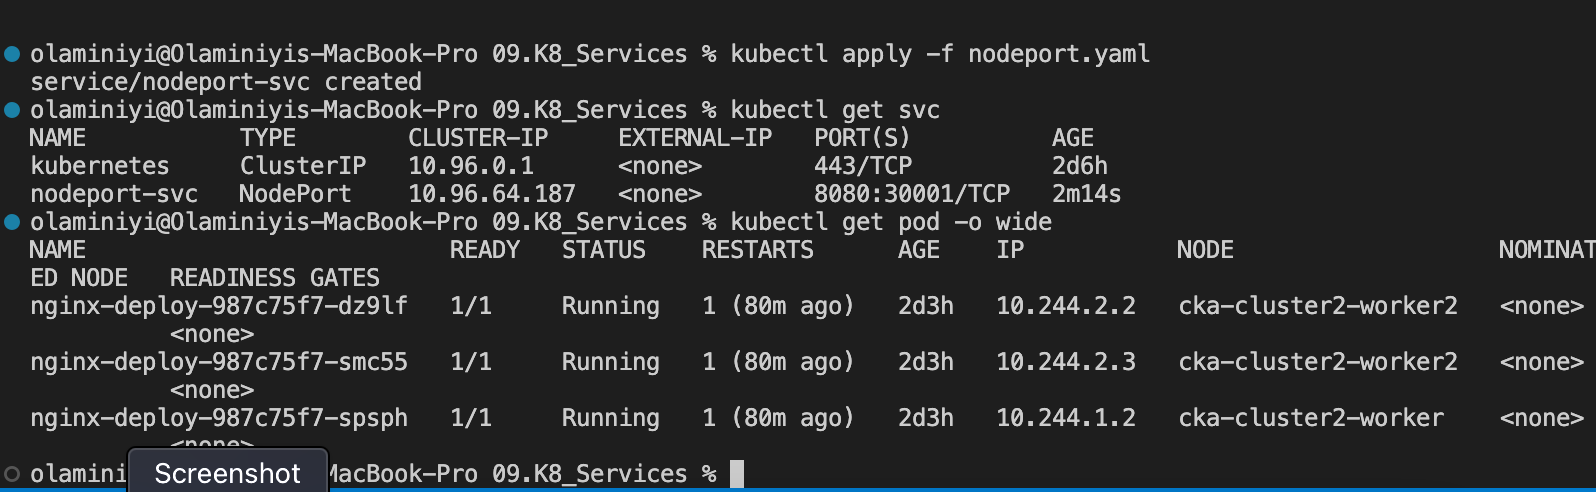 olaminiyi@Olaminiyis-MacBook-Pro 09.K8_Services % kubectl apply -f nodeport.yaml
service/nodeport-svc created
olaminiyi@Olaminiyis-MacBook-Pro 09.K8_Services % kubectl get svc
NAME TYPE CLUSTER-IP EXTERNAL-IP PORT(S) AGE
kubernetes ClusterIP 10.96.0.1 <none> 443/TCP 2d6h
nodeport-svc NodePort 10.96.64.187 <none> 8080:30001/TCP 2m14s
olaminiyi@Olaminiyis-MacBook-Pro 09.K8_Services % kubectl get pod -o wide
NAME READY STATUS RESTARTS AGE IP NODE NOMINAT
ED NODE READINESS GATES
nginx-deploy-987c75f7-dz9lf 1/1 Running 1 (80m ago) 2d3h 10.244.2.2 cka-cluster2-worker2 <none>
<none>
nginx-deploy-987c75f7-smc55 1/1 Running 1 (80m ago) 2d3h 10.244.2.3 cka-cluster2-worker2 <none>
<none>
nginx-deploy-987c75f7-spsph 1/1 Running 1 (80m ago) 2d3h 10.244.1.2 cka-cluster2-worker <none>
<none>
olamini Screenshot MacBook-Pro 09.K8_Services %